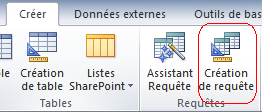 Créer
Données externes
Outils de bas
le
Création
de table
Listes
SharePoint
Assistant
Requête
Création
de requête
Tables
Requêtes